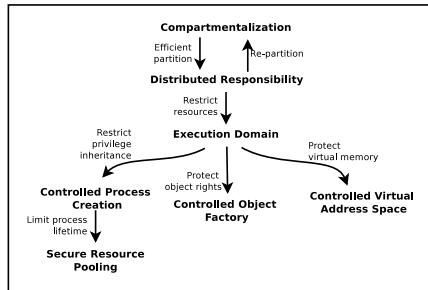 Compartmentalization
Efficient
partition
Re-partition
Distributed Responsibility
Restrict
resources
Execution Domain
Restrict
privilege
inheritance
Protect
object rights
Protect
virtual memory
Controlled Process
Creation
Controlled Object
Factory
Controlled Virtual
Address Space
Limit process
lifetime
Secure Resource
Pooling